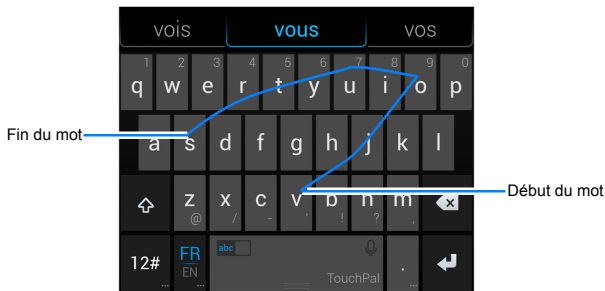 vois vous vos
1 2 3 4 5 6 7 8 9 0
q w e r t y u i o p
Fin du mot
a s d f g h j k l
z x c v b n m
@ / - ' ! ? ,
Début du mot
12# FR EN abc TouchPal . ...